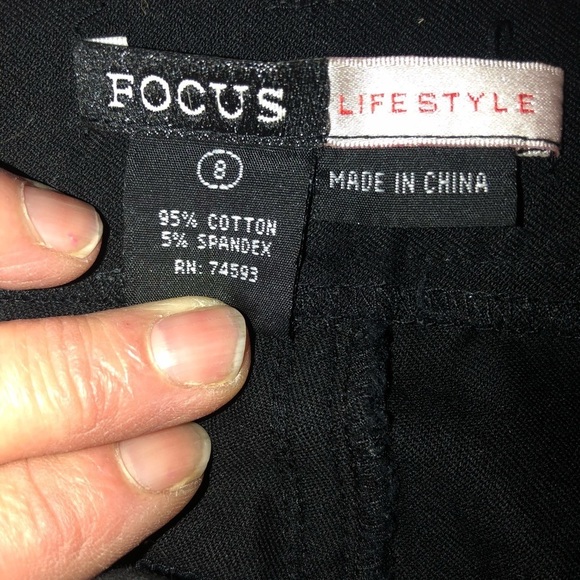 FOCUS LIFESTYLE
8
95% COTTON
5% SPANDEX
RN: 74593
MADE IN CHINA